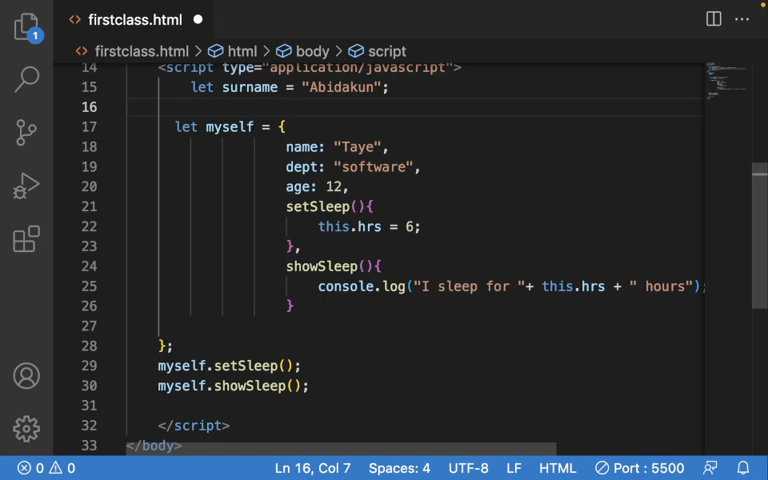 <> firstclass.html ●
1
<> firstclass.html > html > body > script
14 <script type="application/javascript">
15 let surname = "Abidakun";
16
17 let myself = {
18 name: "Taye",
19 dept: "software",
20 age: 12,
21 setSleep(){
22 this.hrs = 6;
23 },
24 showSleep(){
25 console.log("I sleep for "+ this.hrs + " hours");
26 }
27
28 };
29 myself.setSleep();
30 myself.showSleep();
31
32 </script>
33 </body>
0 0 Ln 16, Col 7 Spaces: 4 UTF-8 LF HTML Port : 5500